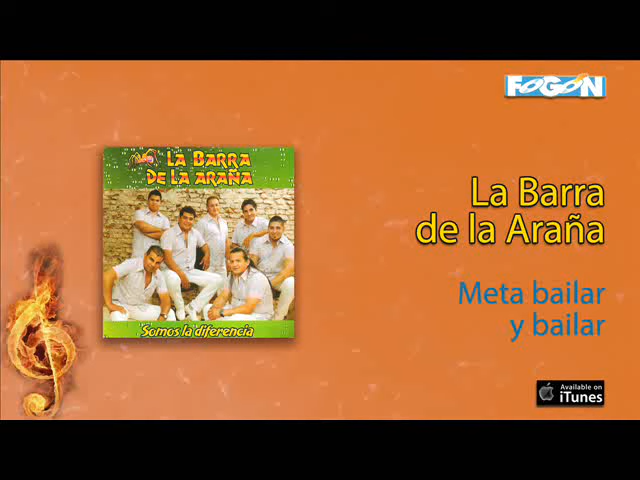 FOGÓN
LA BARRA
DE LA ARAÑA
Somos la diferencia
La Barra
de la Araña
Meta bailar
y bailar
Available on
iTunes